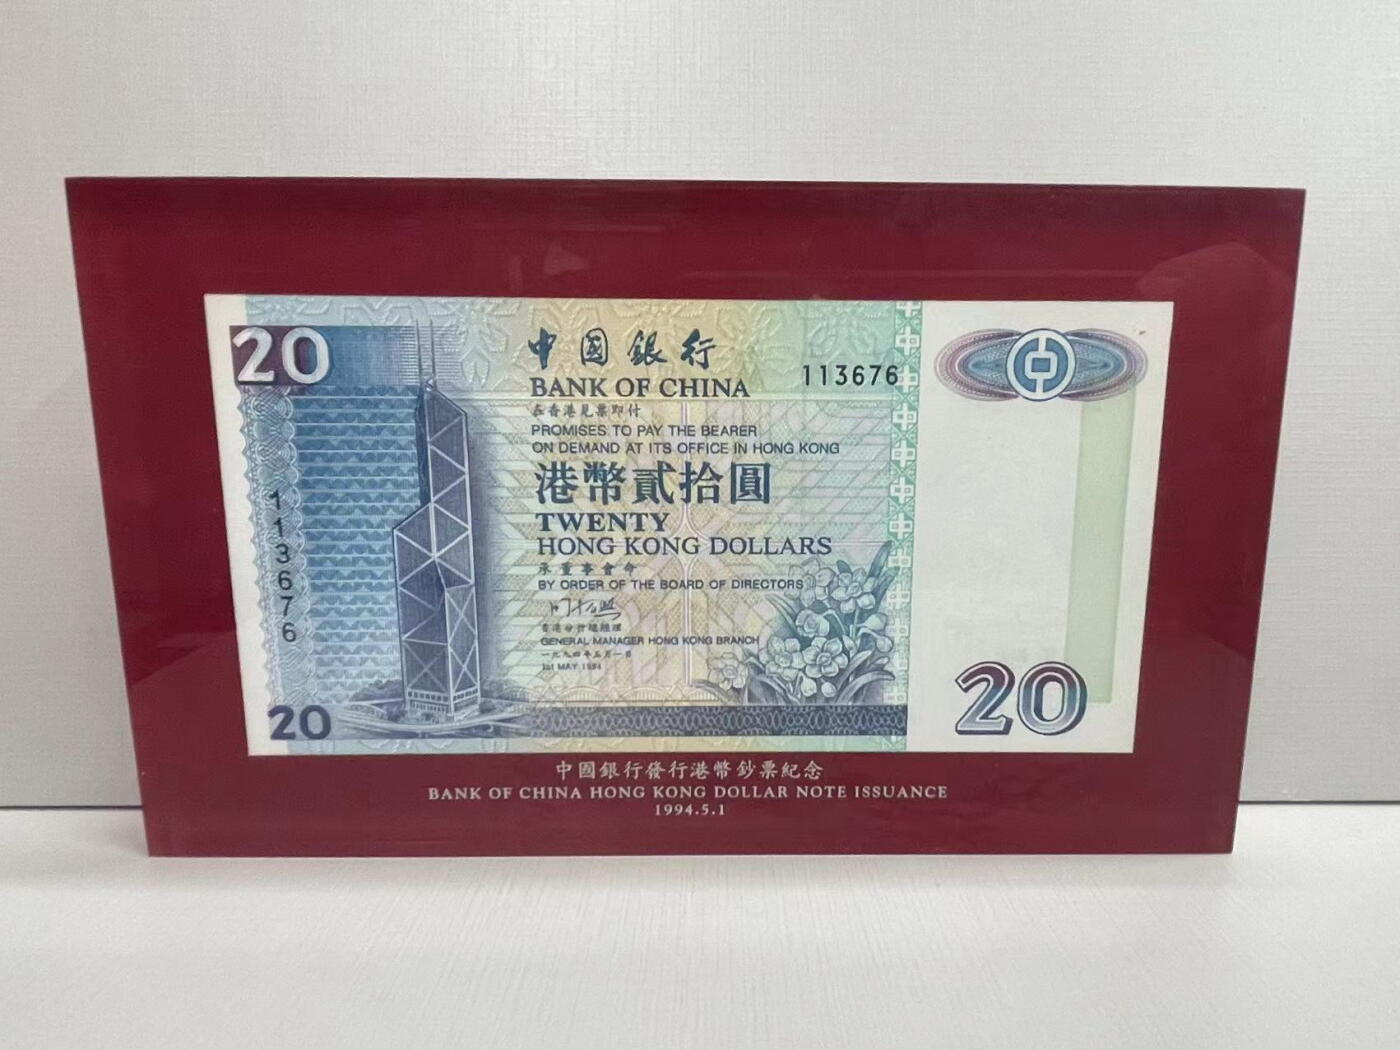 20
中國銀行
BANK OF CHINA
113676
在香港見票即付
PROMISES TO PAY THE BEARER
ON DEMAND AT ITS OFFICE IN HONG KONG
港幣貳拾圓
TWENTY
HONG KONG DOLLARS
承董事會命
BY ORDER OF THE BOARD OF DIRECTORS
香港分行總經理
GENERAL MANAGER HONG KONG BRANCH
一九九四年五月一日
1st MAY 1994
113676
20
20
中國銀行發行港幣鈔票紀念
BANK OF CHINA HONG KONG DOLLAR NOTE ISSUANCE
1994.5.1